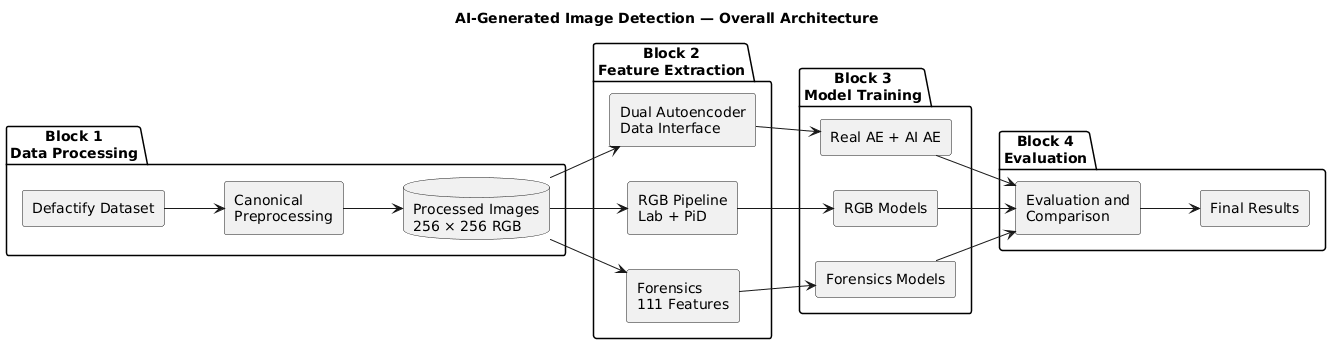 AI-Generated Image Detection — Overall Architecture
Block 1
Data Processing
Defactify Dataset
Canonical
Preprocessing
Processed Images
256 × 256 RGB
Block 2
Feature Extraction
Dual Autoencoder
Data Interface
RGB Pipeline
Lab + PiD
Forensics
111 Features
Block 3
Model Training
Real AE + AI AE
RGB Models
Forensics Models
Block 4
Evaluation
Evaluation and
Comparison
Final Results